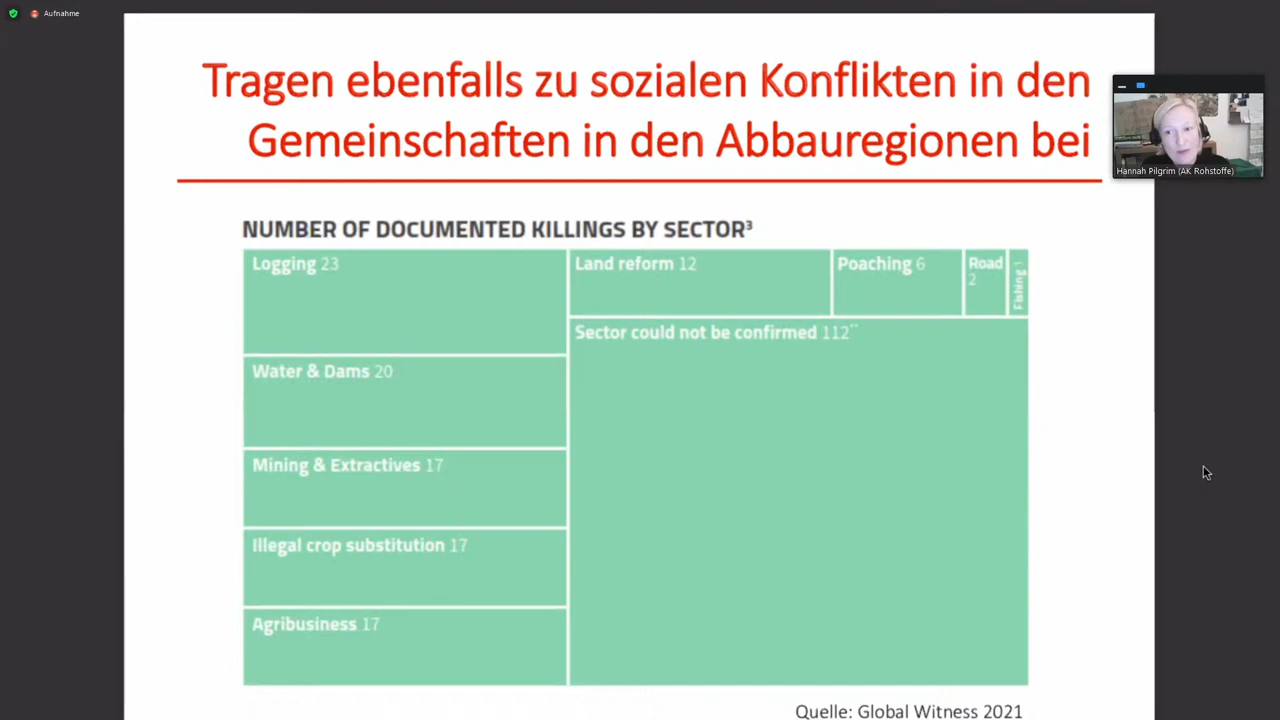 Aufnahme
Tragen ebenfalls zu sozialen Konflikten in den
Gemeinschaften in den Abbauregionen bei
Hannah Pilgrim (AK Rohstoffe)
NUMBER OF DOCUMENTED KILLINGS BY SECTOR³
Logging 23
Land reform 12
Poaching 6
Road
2
Fishing 1
Sector could not be confirmed 112**
Water & Dams 20
Mining & Extractives 17
Illegal crop substitution 17
Agribusiness 17
Quelle: Global Witness 2021